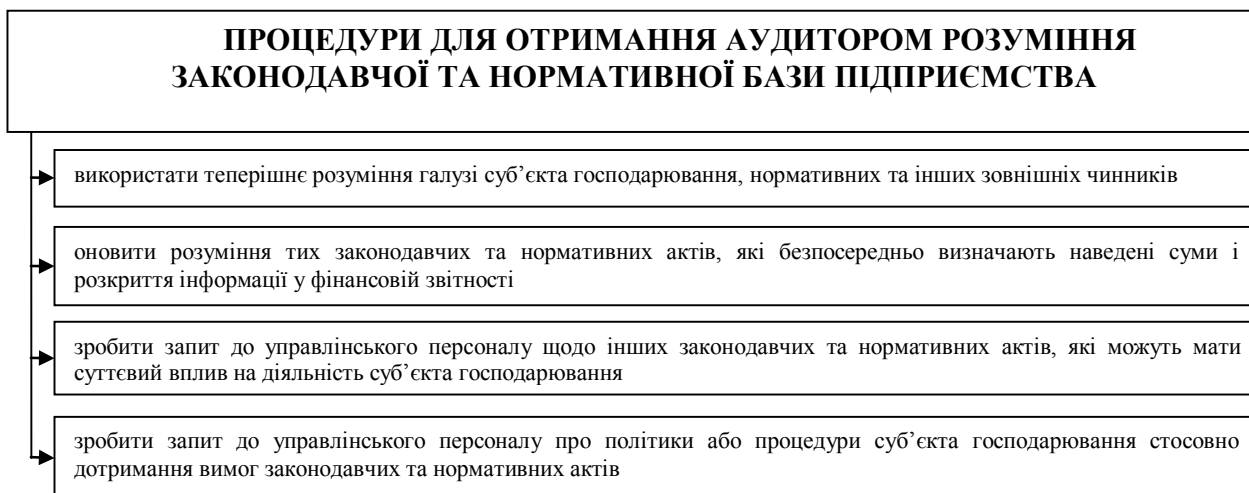 ПРОЦЕДУРИ ДЛЯ ОТРИМАННЯ АУДИТОРОМ РОЗУМІННЯ
ЗАКОНОДАВЧОЇ ТА НОРМАТИВНОЇ БАЗИ ПІДПРИЄМСТВА
використати теперішнє розуміння галузі суб’єкта господарювання, нормативних та інших зовнішніх чинників
оновити розуміння тих законодавчих та нормативних актів, які безпосередньо визначають наведені суми і
розкриття інформації у фінансовій звітності
зробити запит до управлінського персоналу щодо інших законодавчих та нормативних актів, які можуть мати
суттєвий вплив на діяльність суб’єкта господарювання
зробити запит до управлінського персоналу про політики або процедури суб’єкта господарювання стосовно
дотримання вимог законодавчих та нормативних актів